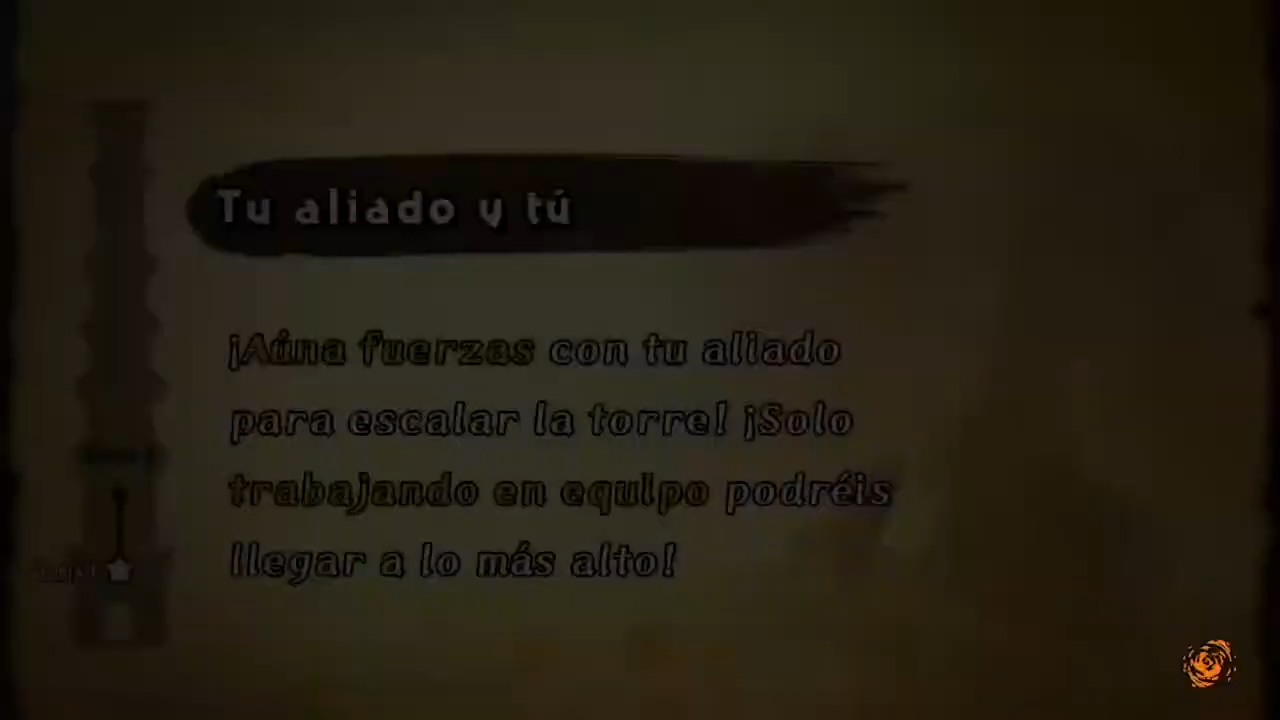 Tu aliado y tú
¡Aúna fuerzas con tu aliado
para escalar la torre! ¡Solo
trabajando en equipo podréis
llegar a lo más alto!